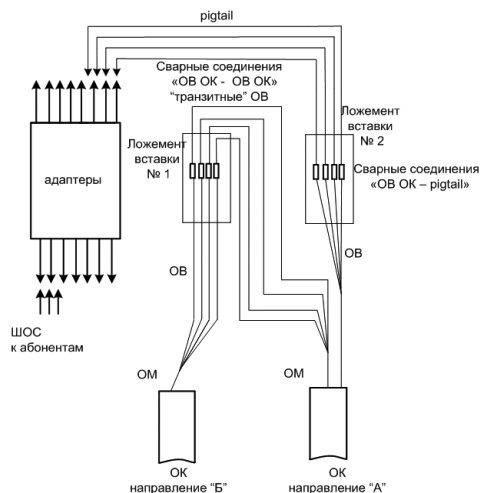 pigtail
Сварные соединения
«ОВ ОК - ОВ ОК»
“транзитные” ОВ
Ложемент
вставки
№ 1
Ложемент
вставки
№ 2
адаптеры
Сварные соединения
«ОВ ОК – pigtail»
ОВ
ОВ
ШОС
к абонентам
ОМ
ОМ
ОК
направление “Б”
ОК
направление “А”